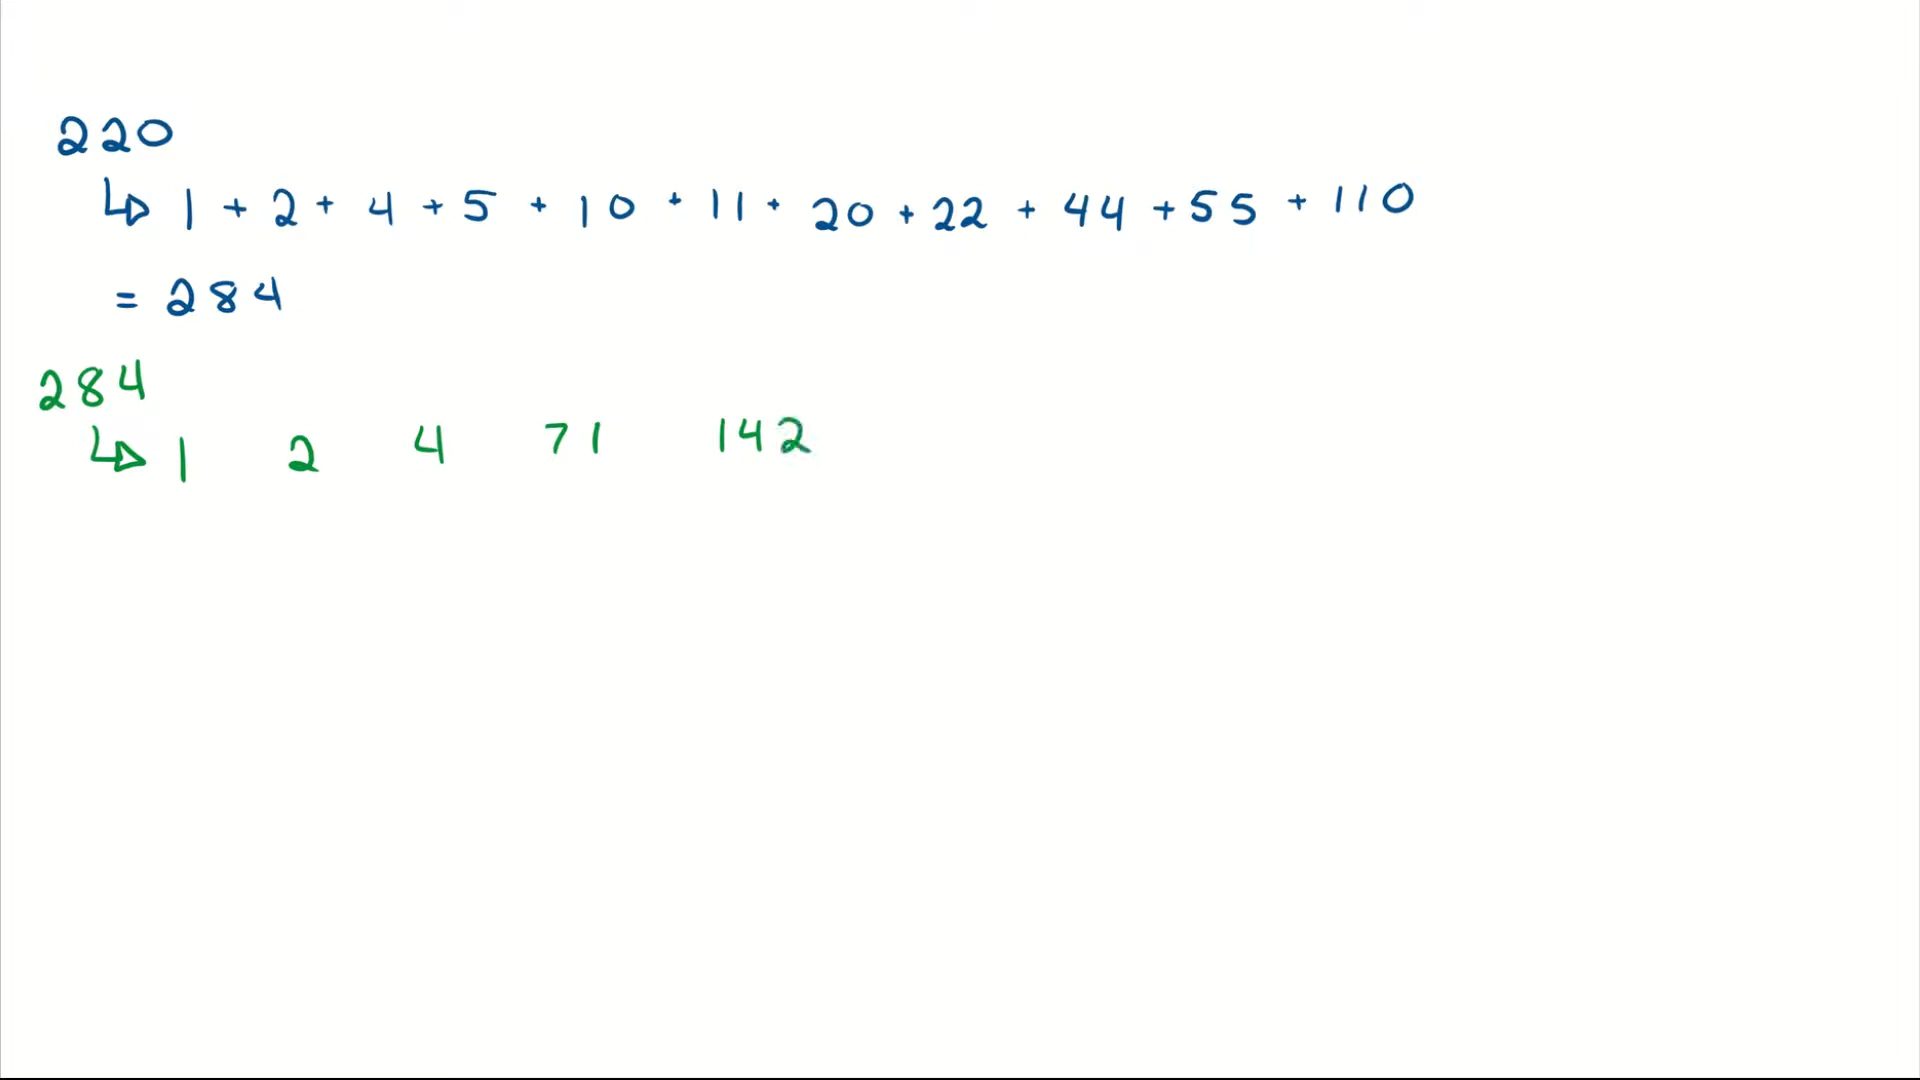 220
↳ 1 + 2 + 4 + 5 + 10 + 11 + 20 + 22 + 44 + 55 + 110
= 284
284
↳ 1 2 4 71 142